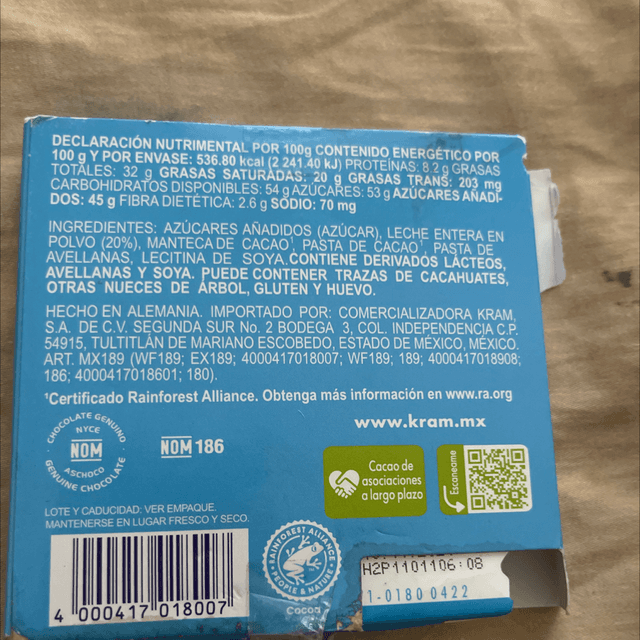 DECLARACIÓN NUTRIMENTAL POR 100g CONTENIDO ENERGÉTICO POR
100 g Y POR ENVASE: 536.80 kcal (2 241.40 kJ) PROTEÍNAS: 8.2 g GRASAS
TOTALES: 32 g GRASAS SATURADAS: 20 g GRASAS TRANS: 203 mg
CARBOHIDRATOS DISPONIBLES: 54 g AZÚCARES: 53 g AZÚCARES AÑADI-
DOS: 45 g FIBRA DIETÉTICA: 2.6 g SODIO: 70 mg
INGREDIENTES: AZÚCARES AÑADIDOS (AZÚCAR), LECHE ENTERA EN
POLVO (20%), MANTECA DE CACAO¹, PASTA DE CACAO¹, PASTA DE
AVELLANAS, LECITINA DE SOYA. CONTIENE DERIVADOS LÁCTEOS,
AVELLANAS Y SOYA. PUEDE CONTENER TRAZAS DE CACAHUATES,
OTRAS NUECES DE ÁRBOL, GLUTEN Y HUEVO.
HECHO EN ALEMANIA. IMPORTADO POR: COMERCIALIZADORA KRAM,
S.A. DE C.V. SEGUNDA SUR No. 2 BODEGA 3, COL. INDEPENDENCIA C.P.
54915, TULTITLÁN DE MARIANO ESCOBEDO, ESTADO DE MÉXICO, MÉXICO.
ART. MX189 (WF189; EX189; 4000417018007; WF189; 189; 4000417018908;
186; 4000417018601; 180).
¹Certificado Rainforest Alliance. Obtenga más información en www.ra.org
www.kram.mx
CHOCOLATE GENUINO
NYCE
NOM
ASCHOCO
GENUINE CHOCOLATE
NOM 186
Cacao de
asociaciones
a largo plazo
Escanéame
LOTE Y CADUCIDAD: VER EMPAQUE.
MANTENERSE EN LUGAR FRESCO Y SECO.
RAINFOREST ALLIANCE
PEOPLE & NATURE
Cocoa
4 000417 018007
H2P1101106:08
1-0180 0422